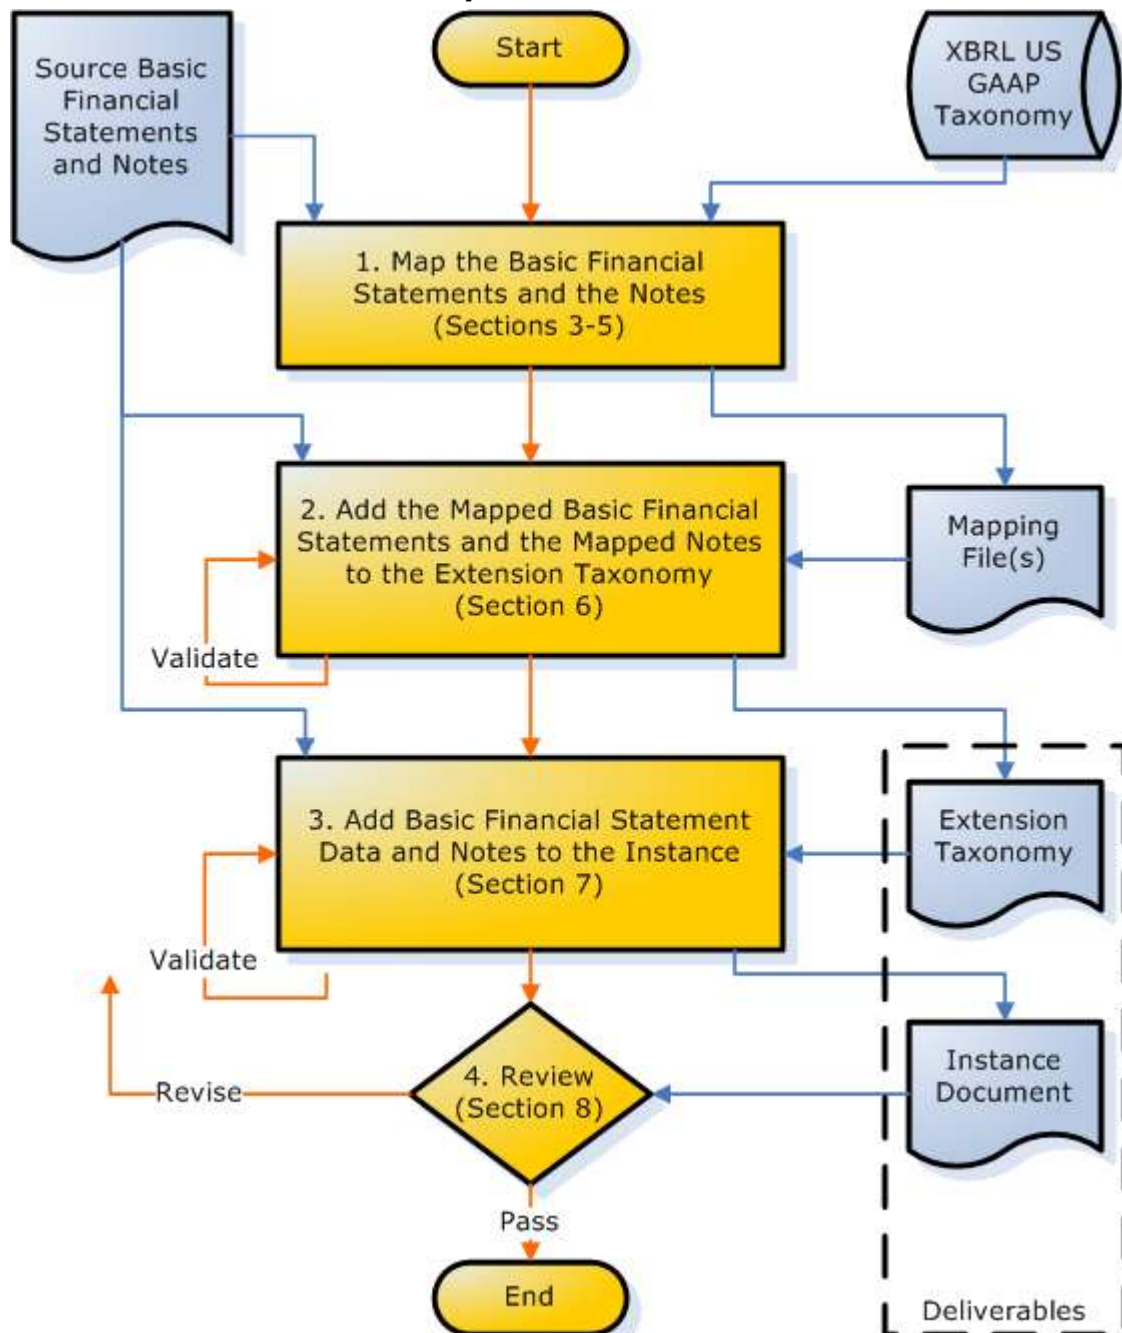 Start
Source Basic
Financial
Statements
and Notes
XBRL US
GAAP
Taxonomy
1. Map the Basic Financial
Statements and the Notes
(Sections 3-5)
2. Add the Mapped Basic Financial
Statements and the Mapped Notes
to the Extension Taxonomy
(Section 6)
Mapping
File(s)
Validate
3. Add Basic Financial Statement
Data and Notes to the Instance
(Section 7)
Extension
Taxonomy
Validate
4. Review
(Section 8)
Revise
Instance
Document
Pass
End
Deliverables